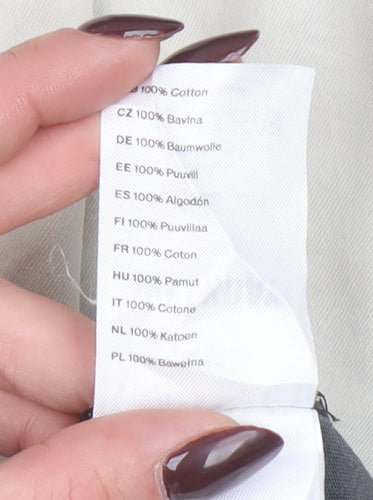 100% Cotton
CZ 100% Bavlna
DE 100% Baumwolle
EE 100% Puuvill
ES 100% Algodón
FI 100% Puuvillaa
FR 100% Coton
HU 100% Pamut
IT 100% Cotone
NL 100% Katoen
PL 100% Bawełna